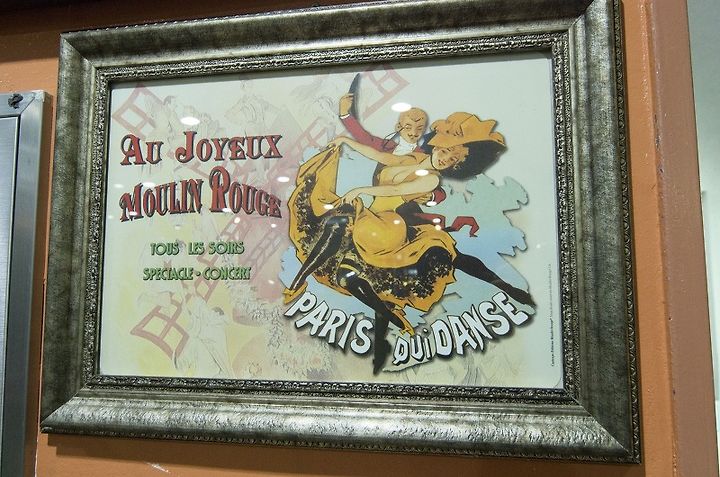 AU JOYEUX
MOULIN ROUGE
TOUS LES SOIRS
SPECTACLE - CONCERT
PARIS QUI DANSE